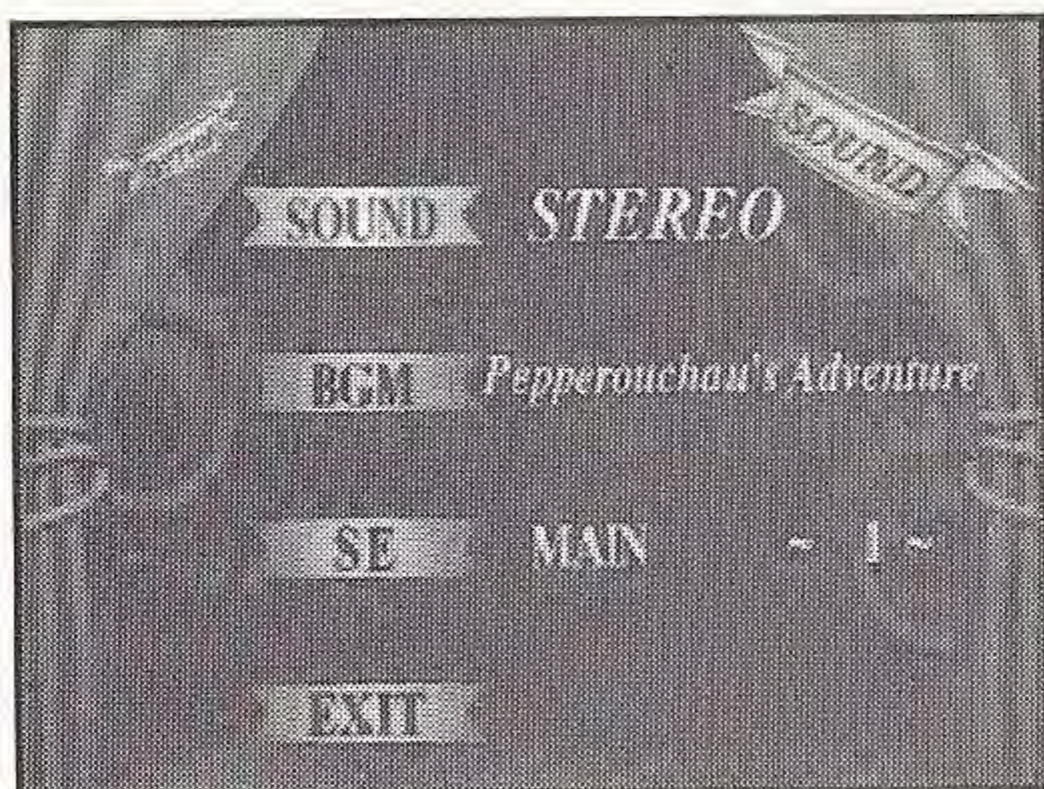 SOUND
SOUND STEREO
BGM Pepperouchau's Adventure
SE MAIN ~ 1 ~
EXIT